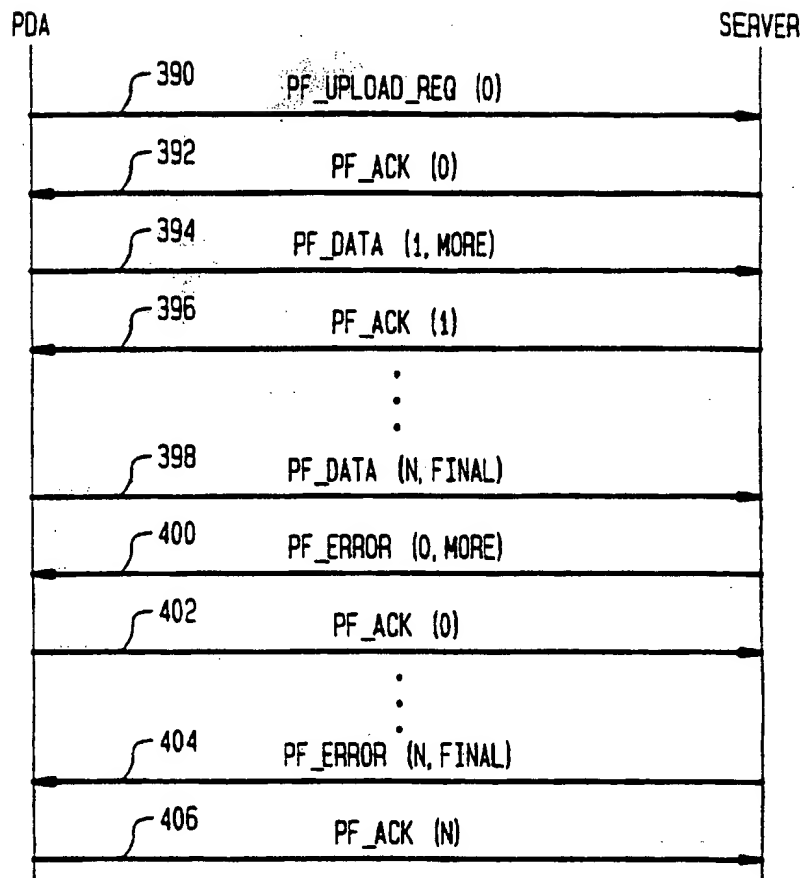 PDA SERVER
390 PF_UPLOAD_REQ (0)
392 PF_ACK (0)
394 PF_DATA (1, MORE)
396 PF_ACK (1)
398 PF_DATA (N, FINAL)
400 PF_ERROR (0, MORE)
402 PF_ACK (0)
404 PF_ERROR (N, FINAL)
406 PF_ACK (N)